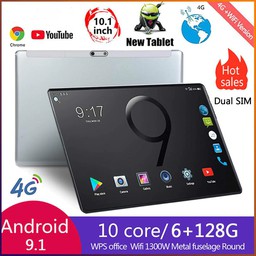 Chrome
YouTube
10.1
inch
New Tablet
4G
4G +WiFi Version
Hot
sales
Dual SIM
9:17
4G
Android
9.1
10 core/ 6+128G
WPS office Wifi 1300W Metal fuselage Round